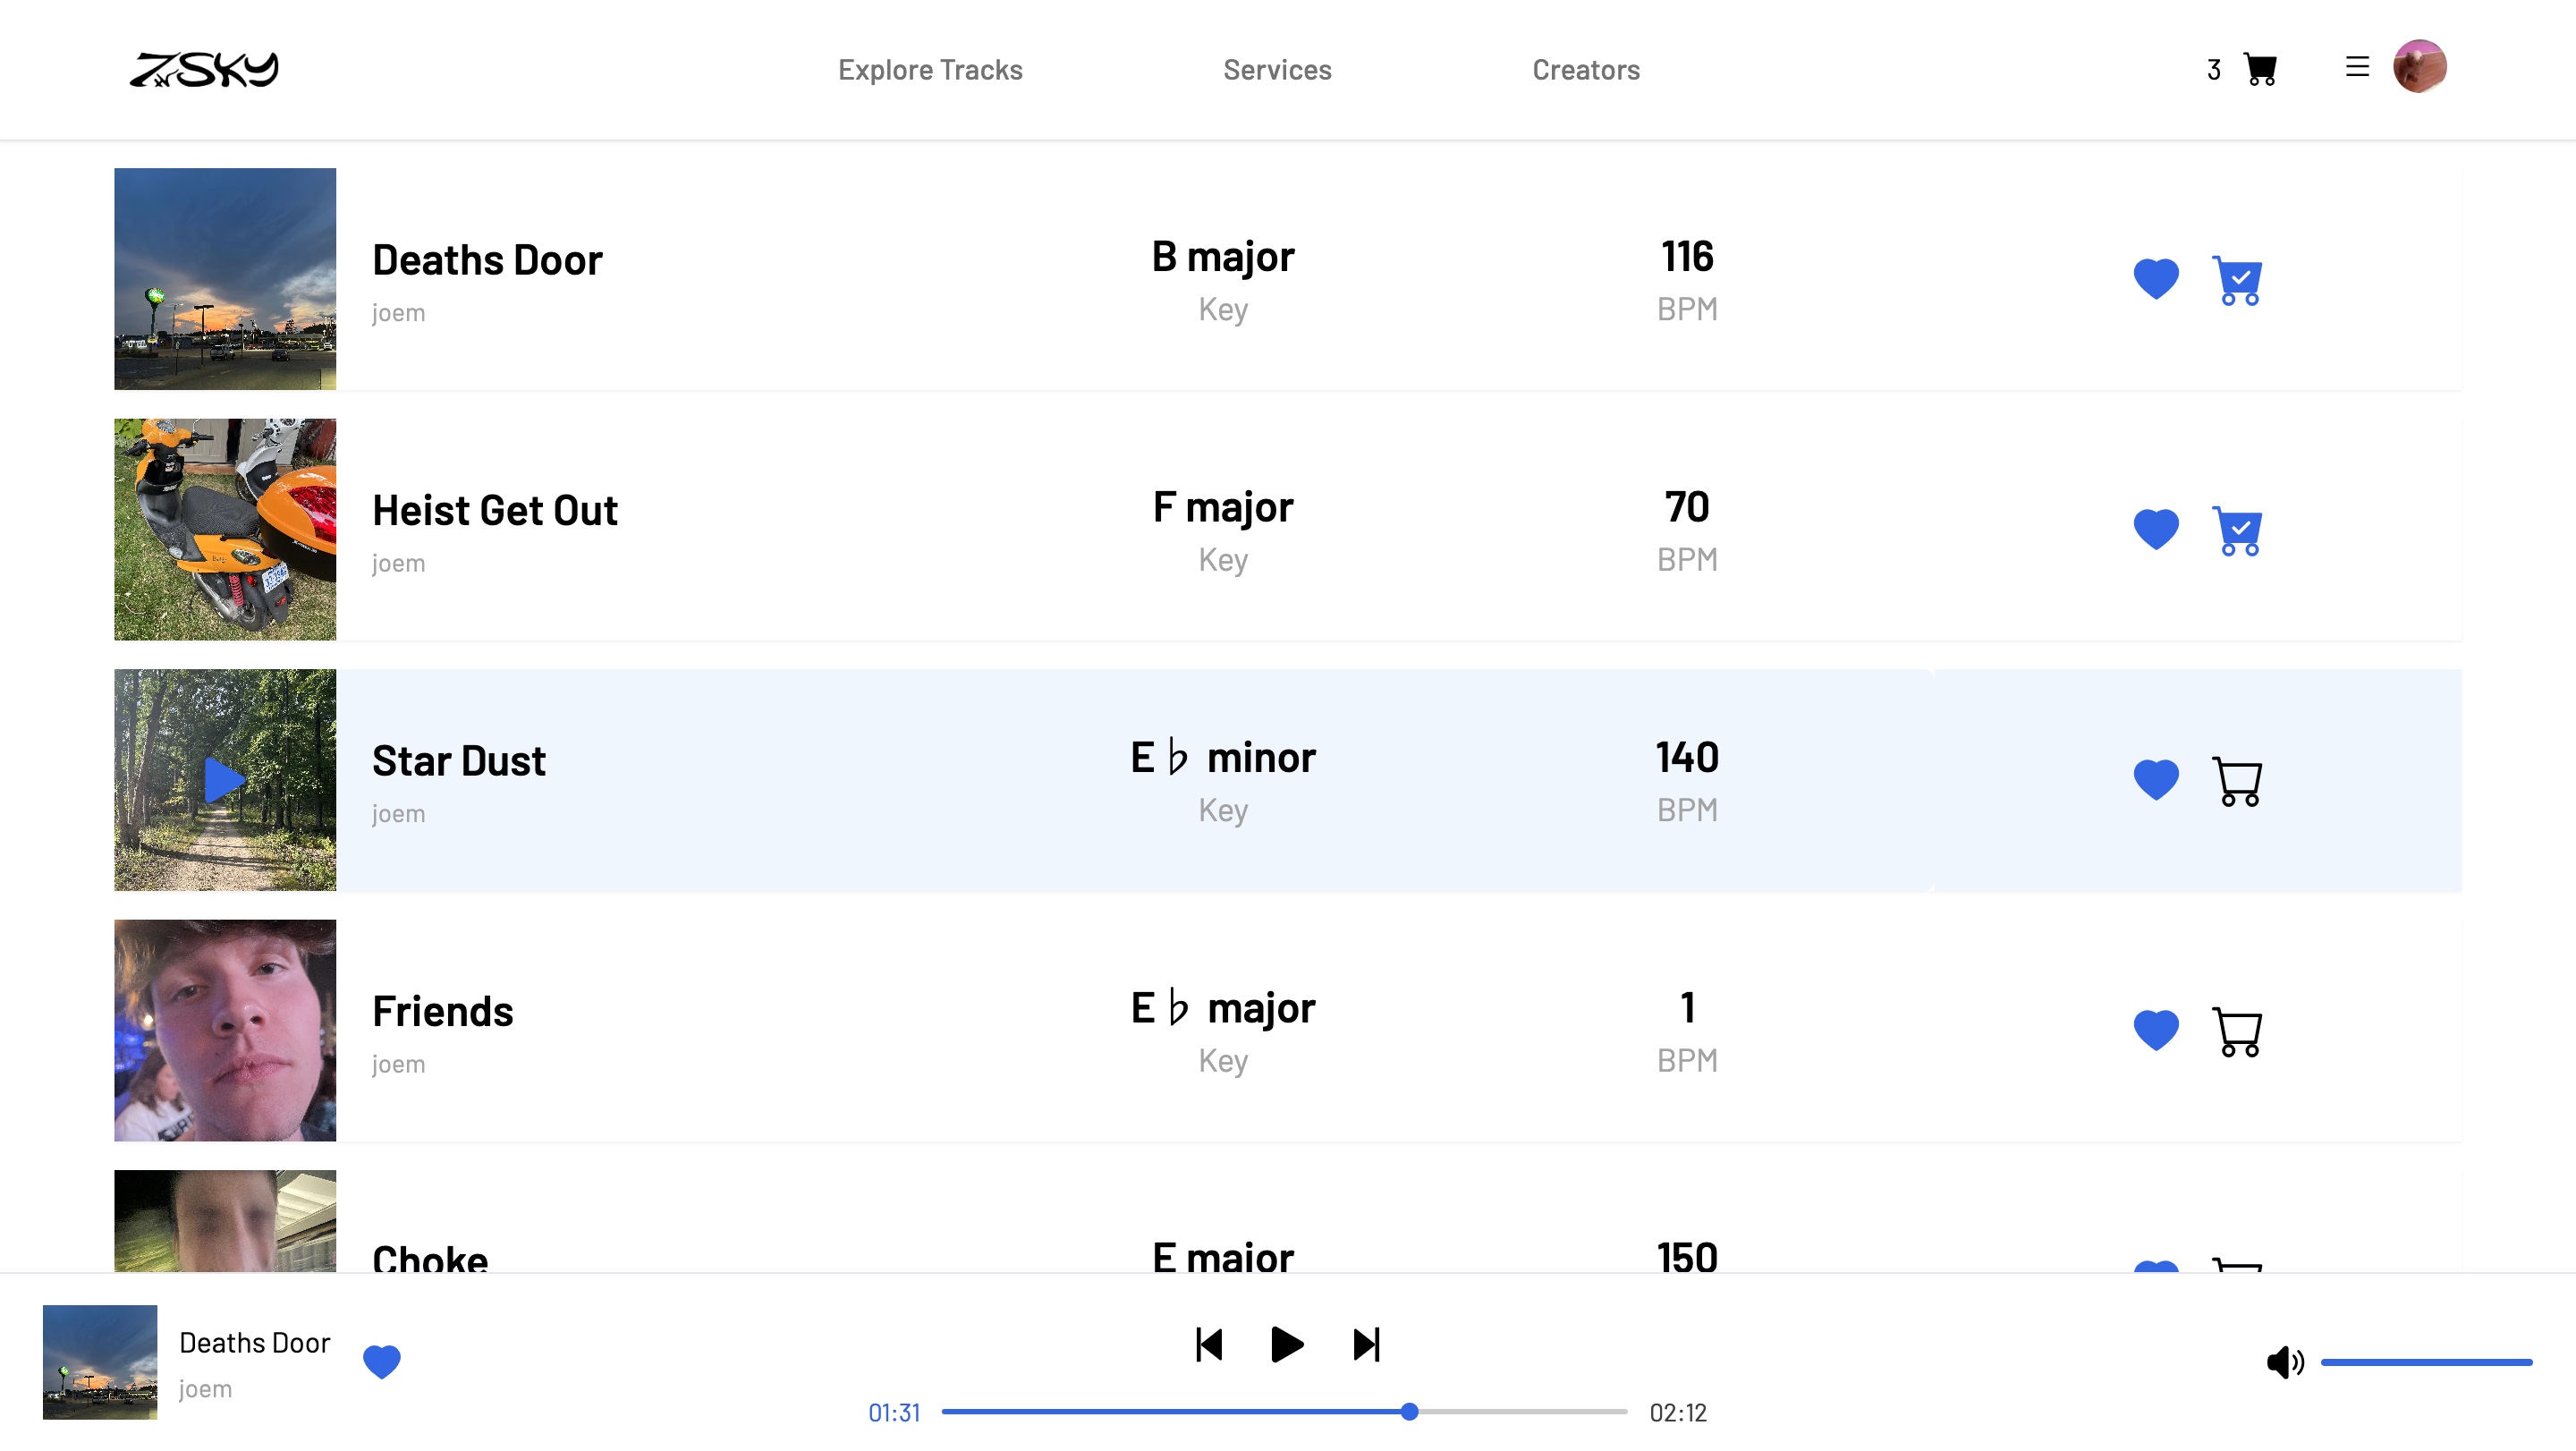 ZSKY
Explore Tracks
Services
Creators
3
Deaths Door
joem
B major
Key
116
BPM
Heist Get Out
joem
F major
Key
70
BPM
Star Dust
joem
E♭ minor
Key
140
BPM
Friends
joem
E♭ major
Key
1
BPM
Choke
E major
150
Deaths Door
joem
01:31
02:12